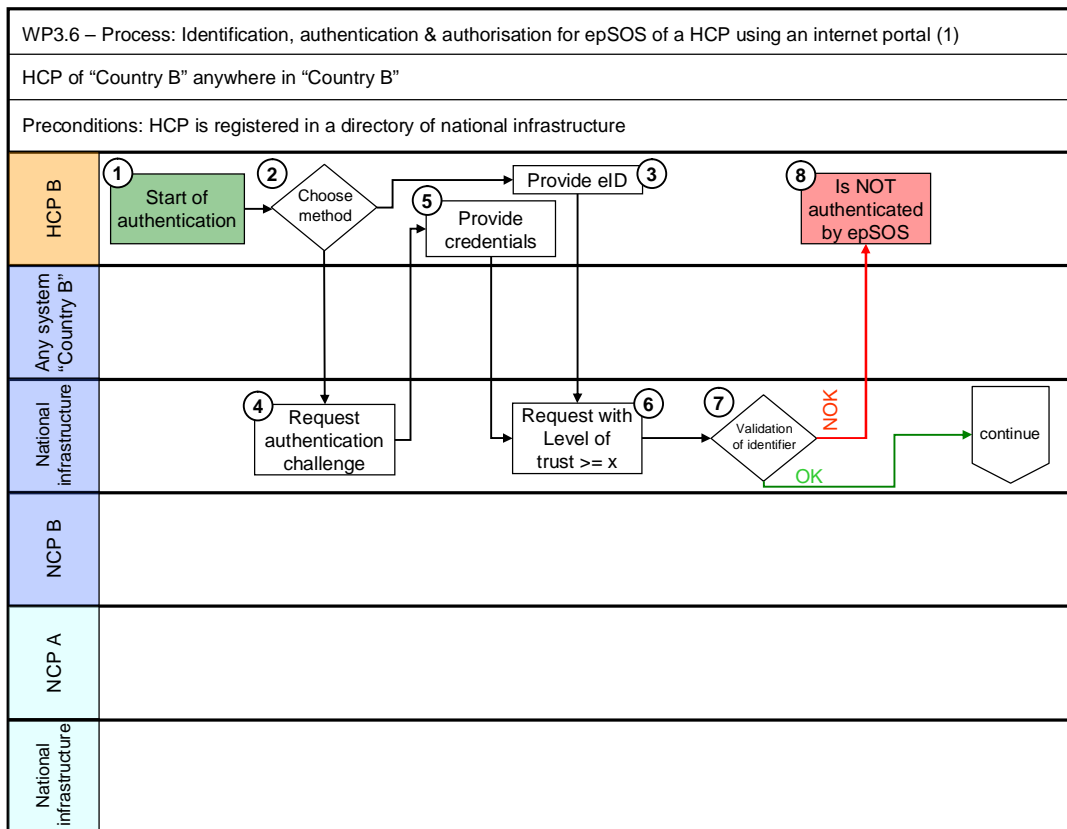 WP3.6 – Process: Identification, authentication & authorisation for epSOS of a HCP using an internet portal (1)
HCP of “Country B” anywhere in “Country B”
Preconditions: HCP is registered in a directory of national infrastructure
HCP B
1
Start of
authentication
2
Choose
method
Provide eID
3
5
Provide
credentials
8
Is NOT
authenticated
by epSOS
Any system
“Country B”
National
infrastructure
4
Request
authentication
challenge
6
Request with
Level of
trust >= x
7
Validation
of identifier
NOK
OK
continue
NCP B
NCP A
National
infrastructure